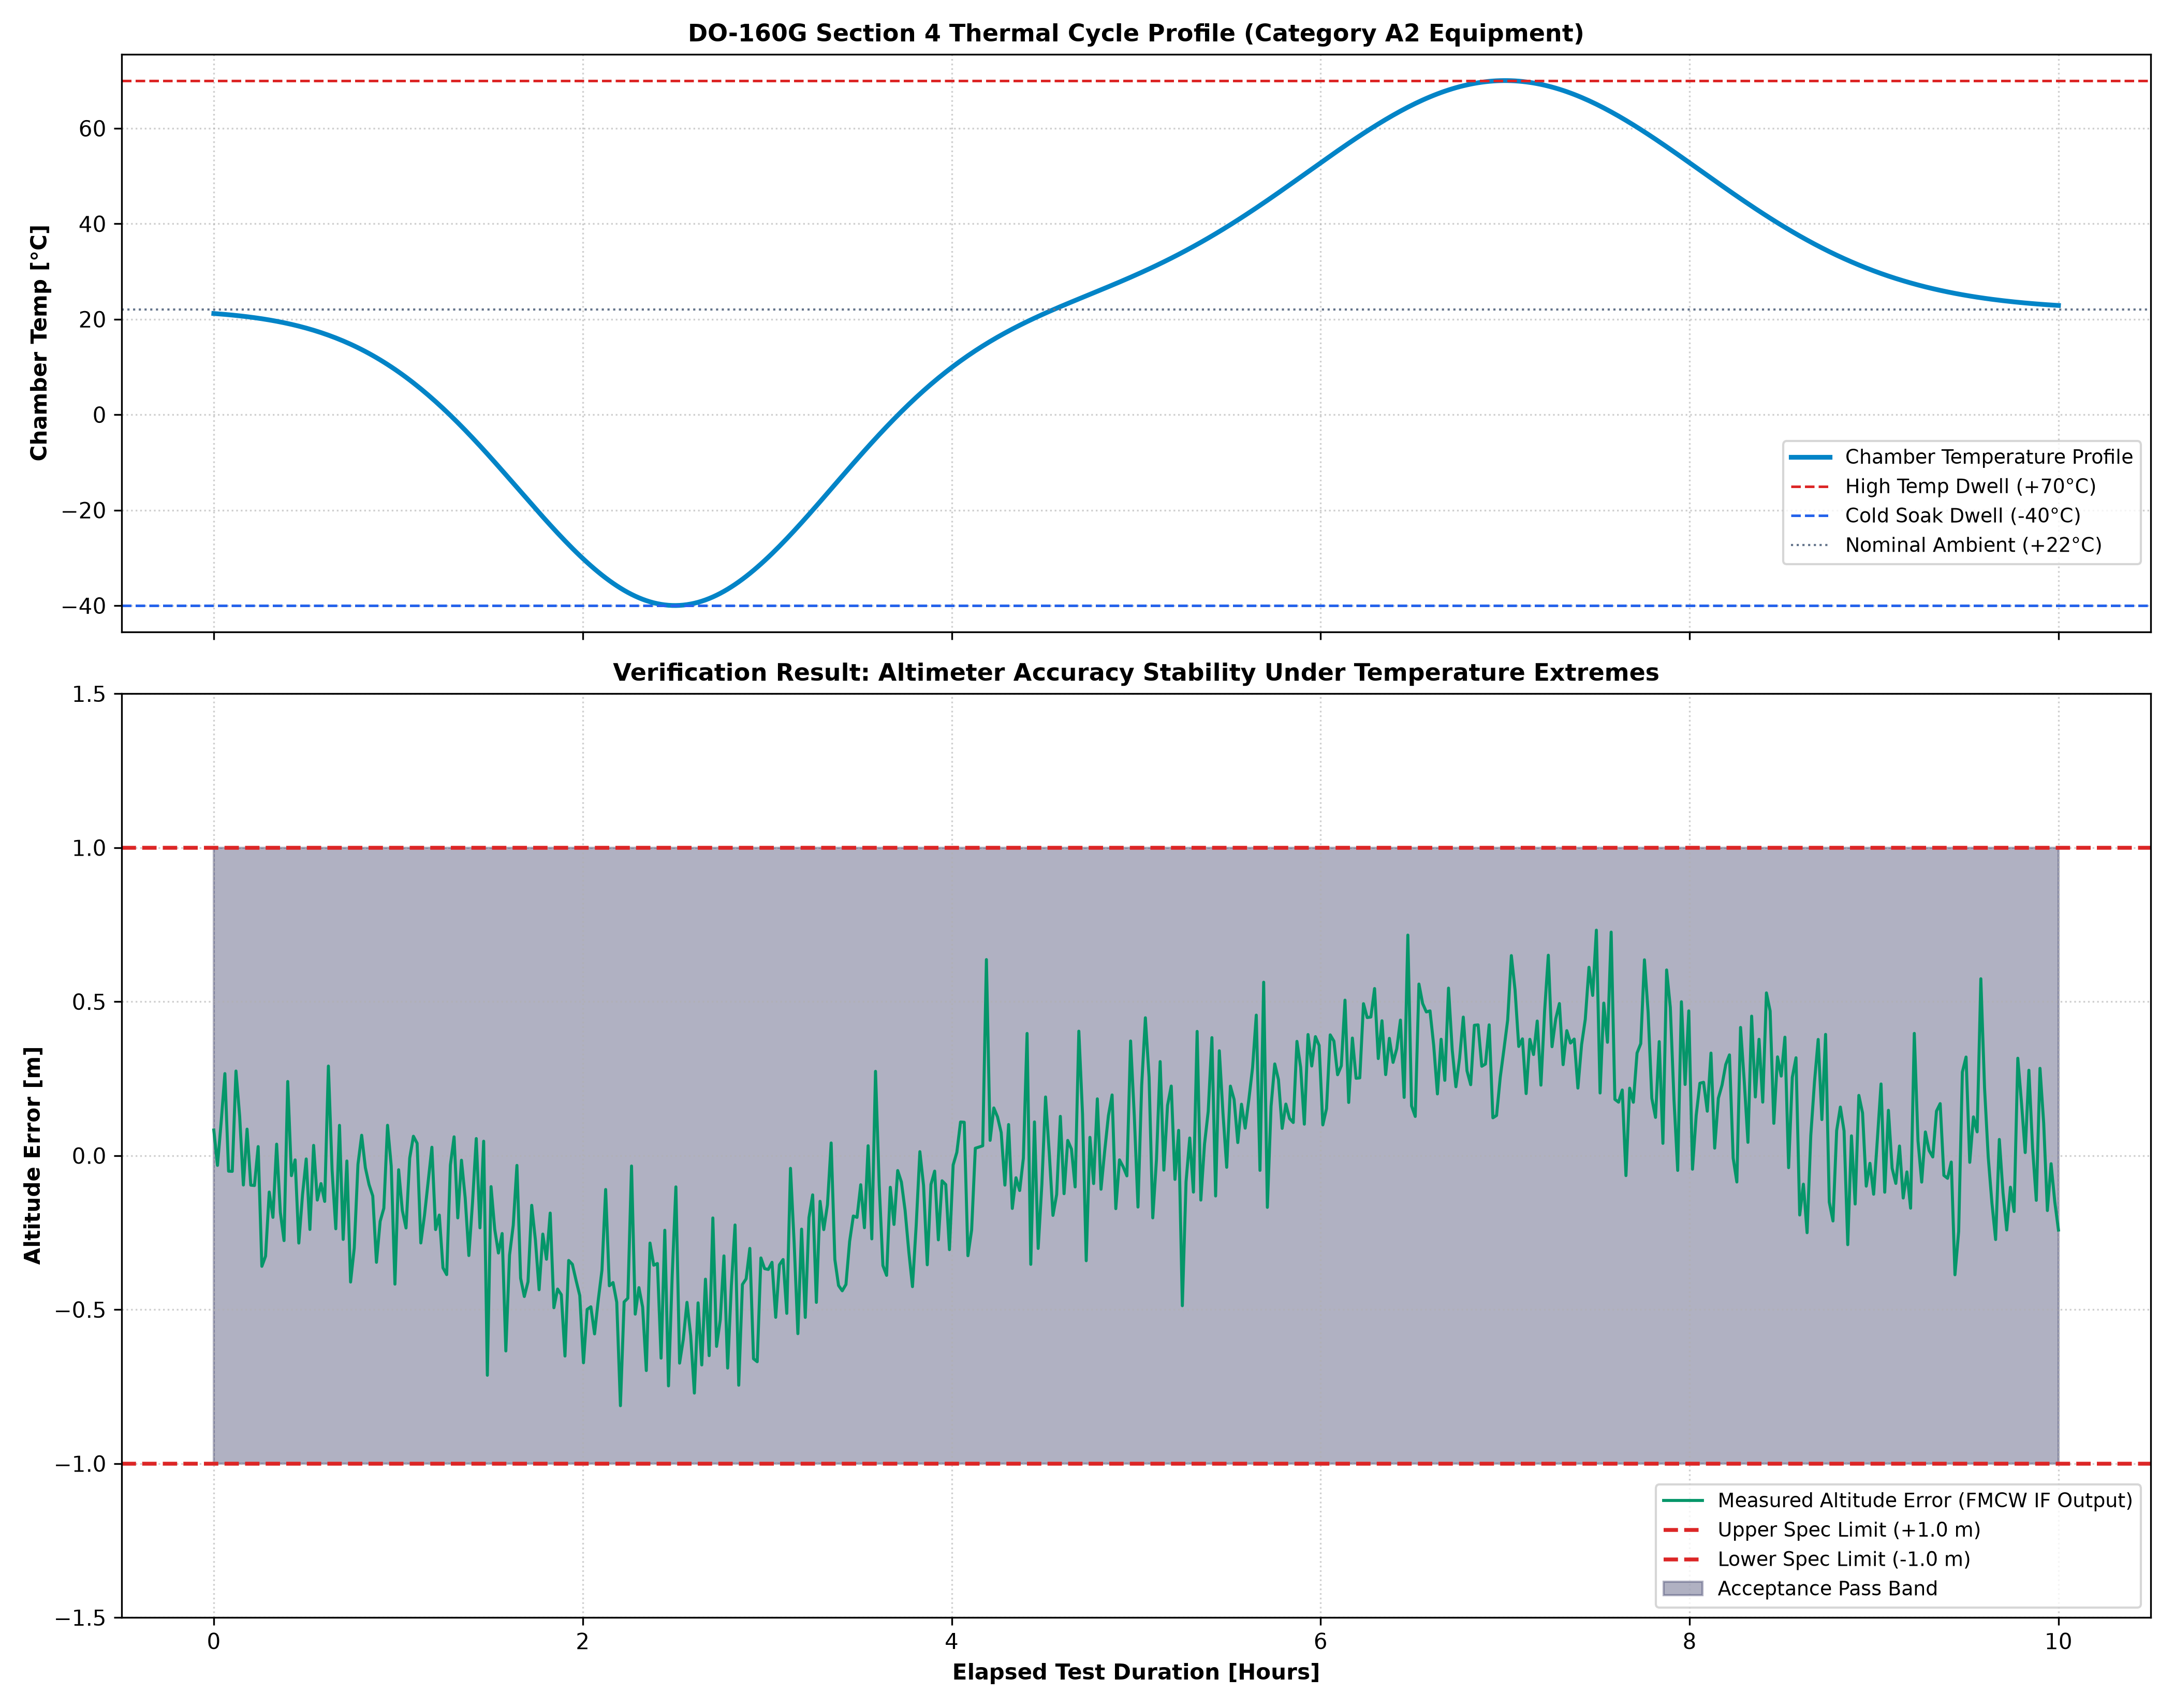 DO-160G Section 4 Thermal Cycle Profile (Category A2 Equipment)
Chamber Temp [°C]
60
40
20
0
−20
−40
Chamber Temperature Profile
High Temp Dwell (+70°C)
Cold Soak Dwell (-40°C)
Nominal Ambient (+22°C)
Verification Result: Altimeter Accuracy Stability Under Temperature Extremes
Altitude Error [m]
1.5
1.0
0.5
0.0
−0.5
−1.0
−1.5
Measured Altitude Error (FMCW IF Output)
Upper Spec Limit (+1.0 m)
Lower Spec Limit (-1.0 m)
Acceptance Pass Band
0 2 4 6 8 10
Elapsed Test Duration [Hours]